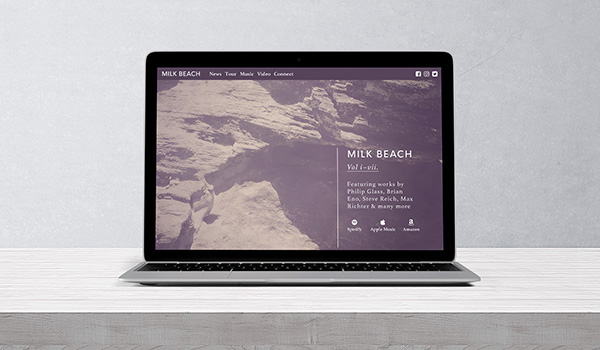 MILK BEACH News Tour Music Video Connect
MILK BEACH
Vol i–vii.
Featuring works by
Philip Glass, Brian
Eno, Steve Reich, Max
Richter & many more
Spotify Apple Music Amazon